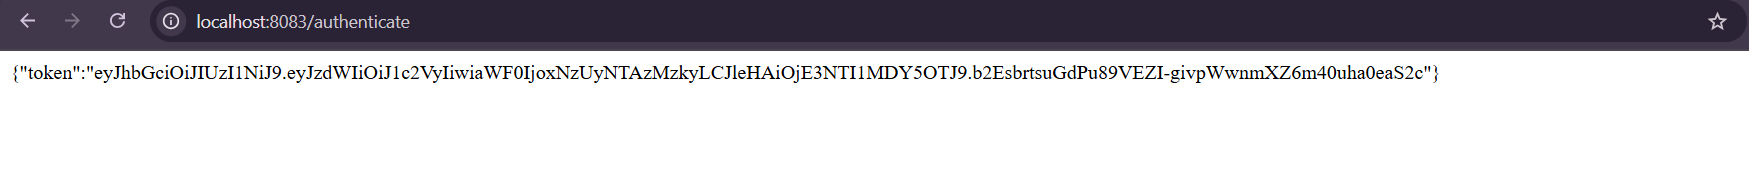 localhost:8083/authenticate
{"token":"eyJhbGciOiJIUzI1NiJ9.eyJzdWIiOiJ1c2VyIiwiaWF0IjoxNzUyNTAzMzkyLCJleHAiOjE3NTI1MDY5OTJ9.b2EsbrtsuGdPu89VEZI-givpWwnmXZ6m40uha0eaS2c"}